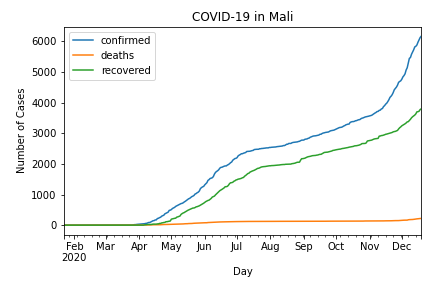 COVID-19 in Mali
confirmed
deaths
recovered
Number of Cases
6000
5000
4000
3000
2000
1000
0
Feb Mar Apr May Jun Jul Aug Sep Oct Nov Dec
2020
Day